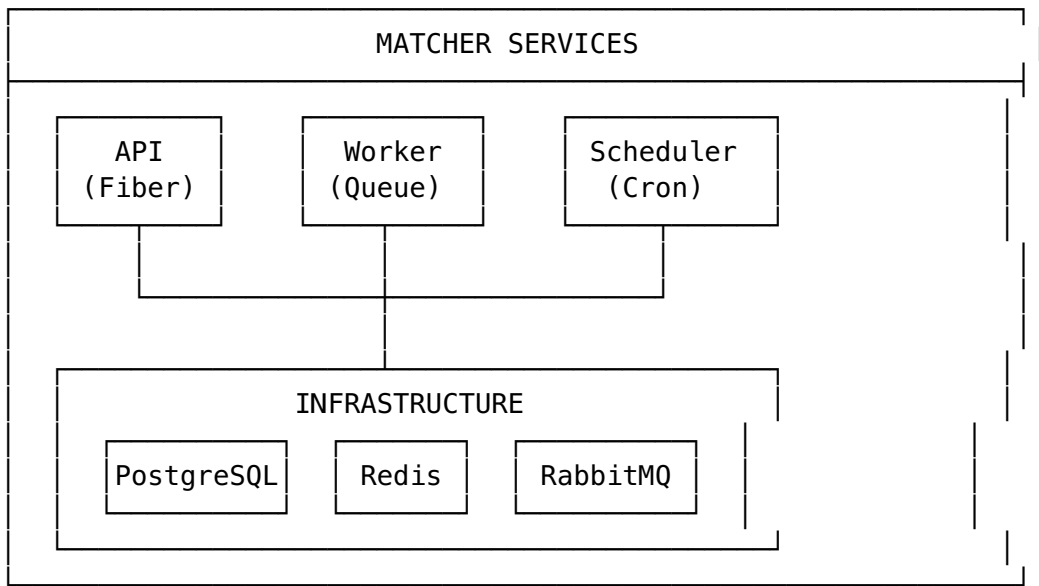 MATCHER SERVICES
API Worker Scheduler
(Fiber) (Queue) (Cron)
INFRASTRUCTURE
PostgreSQL Redis RabbitMQ